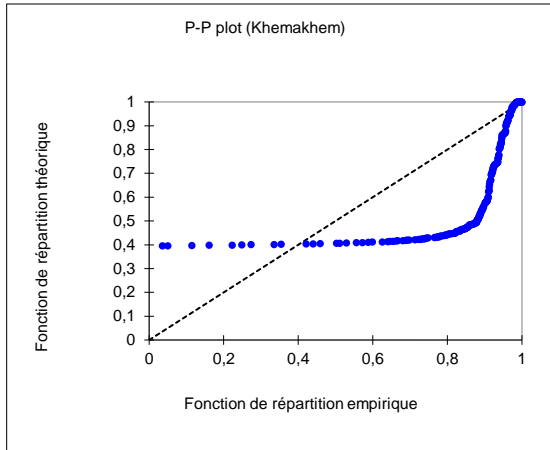 P-P plot (Khemakhem)
Fonction de répartition théorique
1
0,9
0,8
0,7
0,6
0,5
0,4
0,3
0,2
0,1
0
0 0,2 0,4 0,6 0,8 1
Fonction de répartition empirique